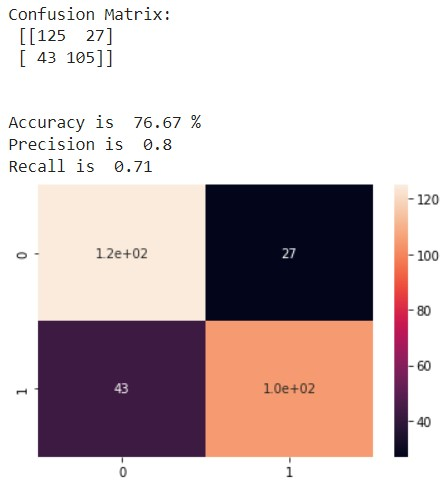 Confusion Matrix:
[[125  27]
[ 43 105]]
Accuracy is  76.67 %
Precision is  0.8
Recall is  0.71
120
0
1.2e+02
27
100
80
60
1
43
1.0e+02
40
0
1